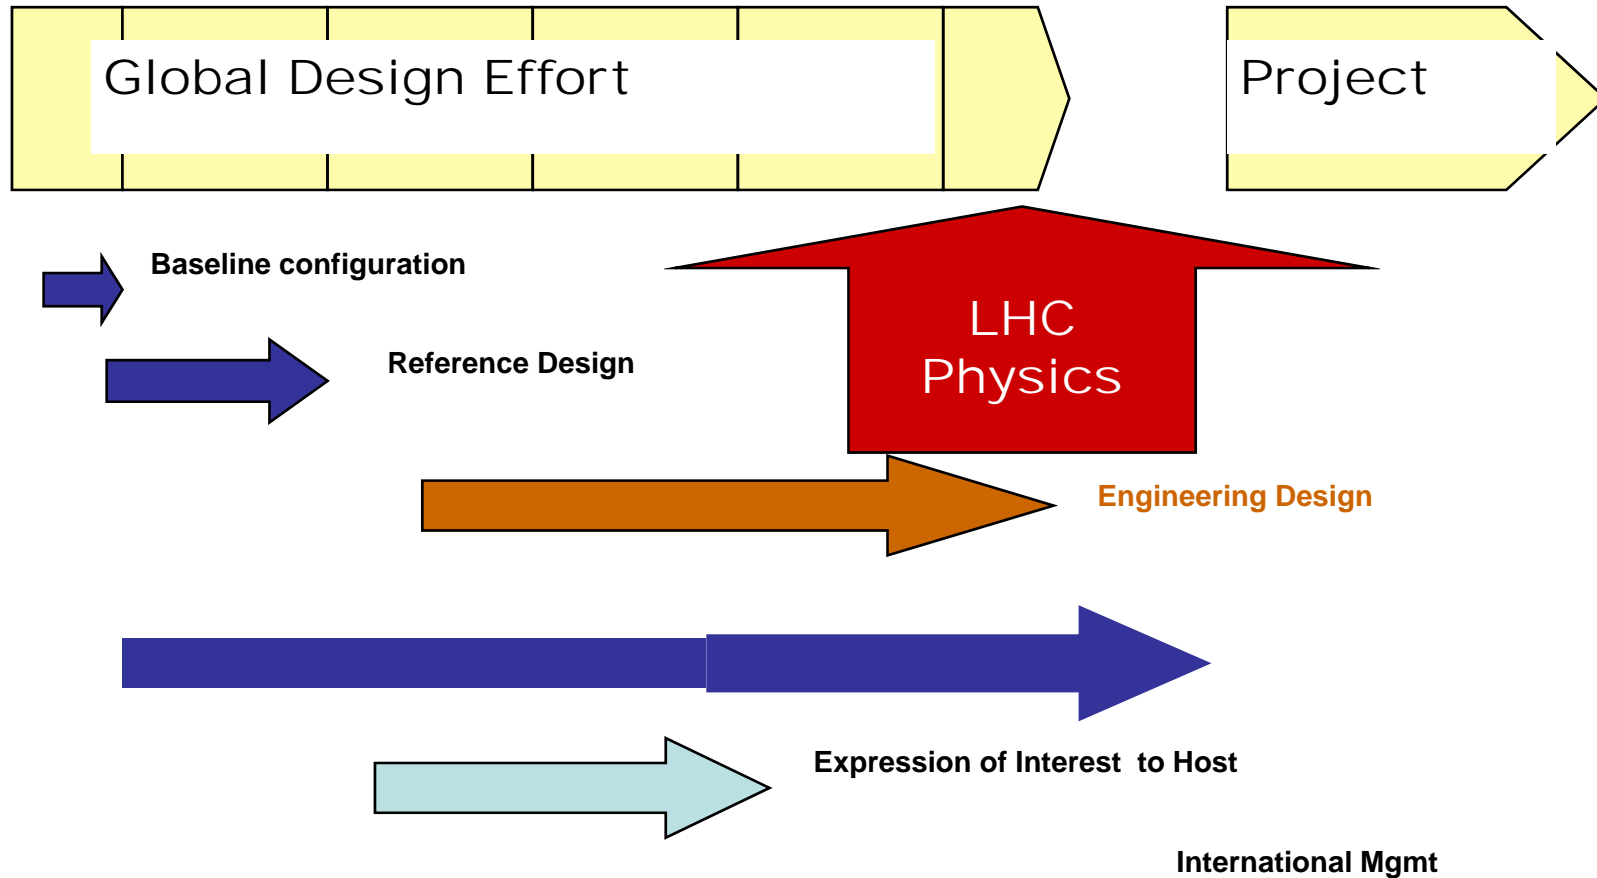 Global Design Effort
Project
Baseline configuration
LHC
Physics
Reference Design
Engineering Design
Expression of Interest to Host
International Mgmt